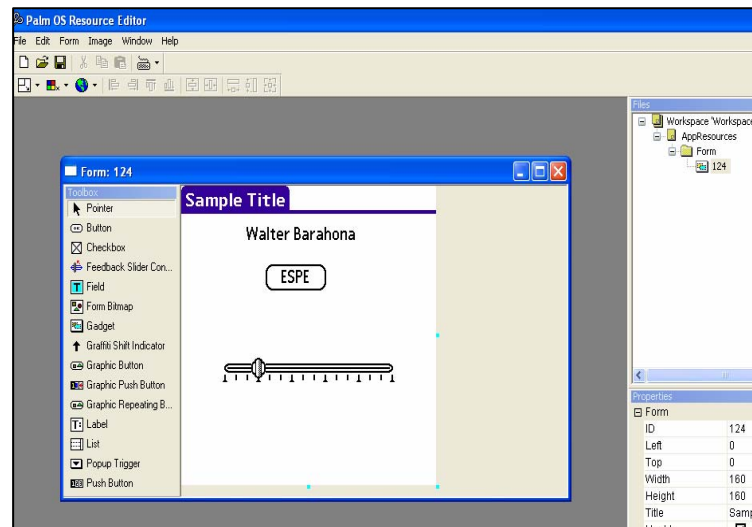 Palm OS Resource Editor
File Edit Form Image Window Help
Files
Workspace 'Workspace
AppResources
Form
124
Form: 124
Toolbox
Pointer
Button
Checkbox
Feedback Slider Con...
Field
Form Bitmap
Gadget
Graffiti Shift Indicator
Graphic Button
Graphic Push Button
Graphic Repeating B...
Label
List
Popup Trigger
Push Button
Sample Title
Walter Barahona
ESPE
Properties
Form
ID 124
Left 0
Top 0
Width 160
Height 160
Title Samp